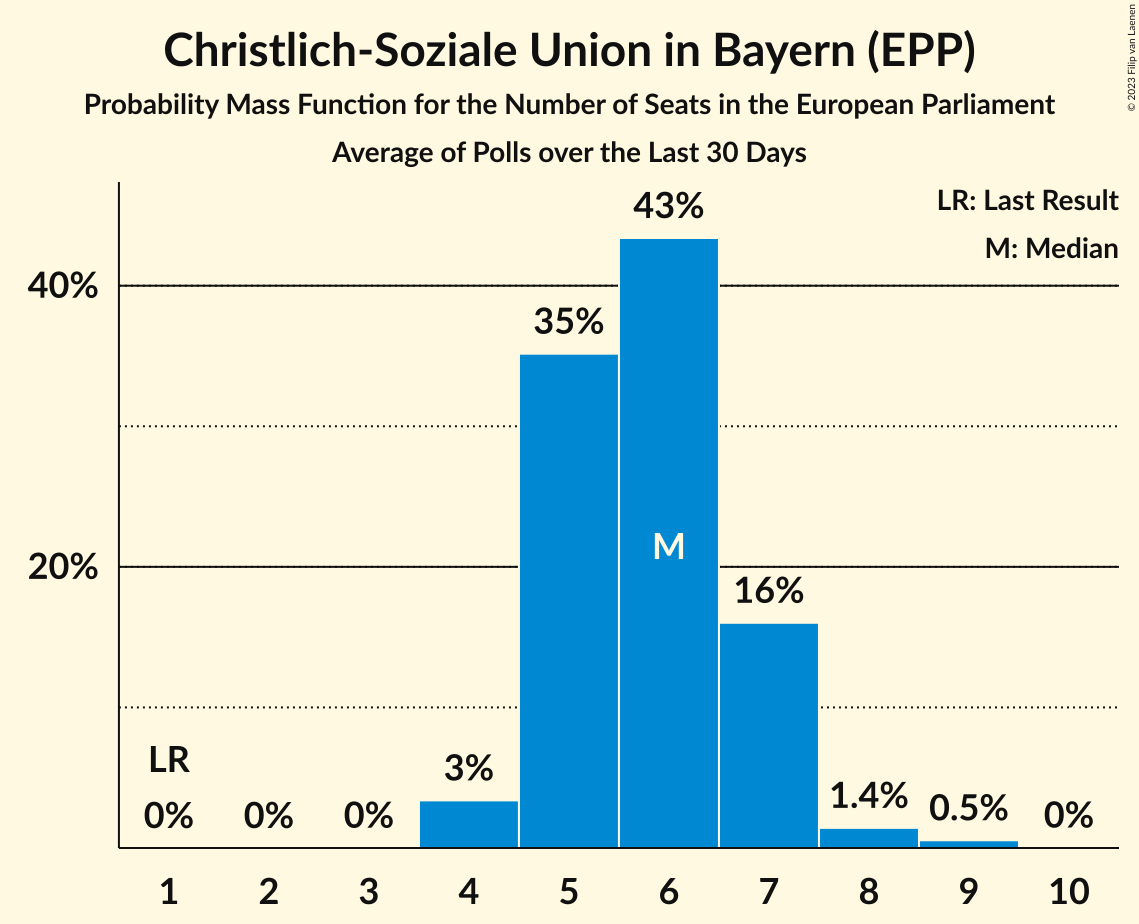 Christlich-Soziale Union in Bayern (EPP)
Probability Mass Function for the Number of Seats in the European Parliament
Average of Polls over the Last 30 Days
© 2023 Filip van Laenen
LR: Last Result
M: Median
40%
20%
LR
0%
0%
0%
3%
35%
43%
M
16%
1.4%
0.5%
0%
1 2 3 4 5 6 7 8 9 10